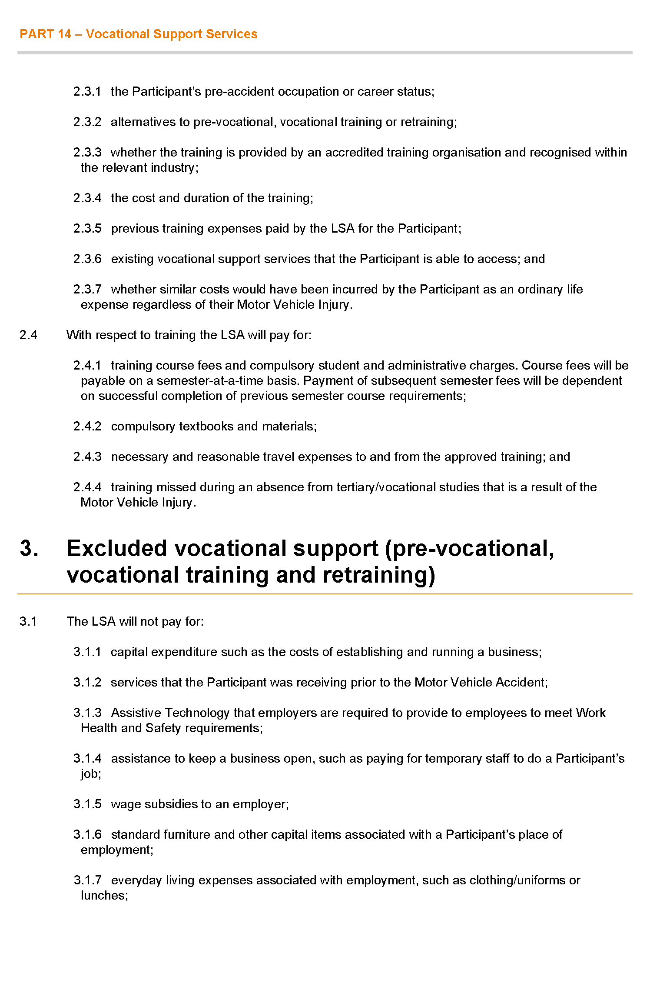 PART 14 – Vocational Support Services
2.3.1 the Participant’s pre-accident occupation or career status;
2.3.2 alternatives to pre-vocational, vocational training or retraining;
2.3.3 whether the training is provided by an accredited training organisation and recognised within
the relevant industry;
2.3.4 the cost and duration of the training;
2.3.5 previous training expenses paid by the LSA for the Participant;
2.3.6 existing vocational support services that the Participant is able to access; and
2.3.7 whether similar costs would have been incurred by the Participant as an ordinary life
expense regardless of their Motor Vehicle Injury.
2.4 With respect to training the LSA will pay for:
2.4.1 training course fees and compulsory student and administrative charges. Course fees will be
payable on a semester-at-a-time basis. Payment of subsequent semester fees will be dependent
on successful completion of previous semester course requirements;
2.4.2 compulsory textbooks and materials;
2.4.3 necessary and reasonable travel expenses to and from the approved training; and
2.4.4 training missed during an absence from tertiary/vocational studies that is a result of the
Motor Vehicle Injury.
3. Excluded vocational support (pre-vocational,
vocational training and retraining)
3.1 The LSA will not pay for:
3.1.1 capital expenditure such as the costs of establishing and running a business;
3.1.2 services that the Participant was receiving prior to the Motor Vehicle Accident;
3.1.3 Assistive Technology that employers are required to provide to employees to meet Work
Health and Safety requirements;
3.1.4 assistance to keep a business open, such as paying for temporary staff to do a Participant’s
job;
3.1.5 wage subsidies to an employer;
3.1.6 standard furniture and other capital items associated with a Participant’s place of
employment;
3.1.7 everyday living expenses associated with employment, such as clothing/uniforms or
lunches;